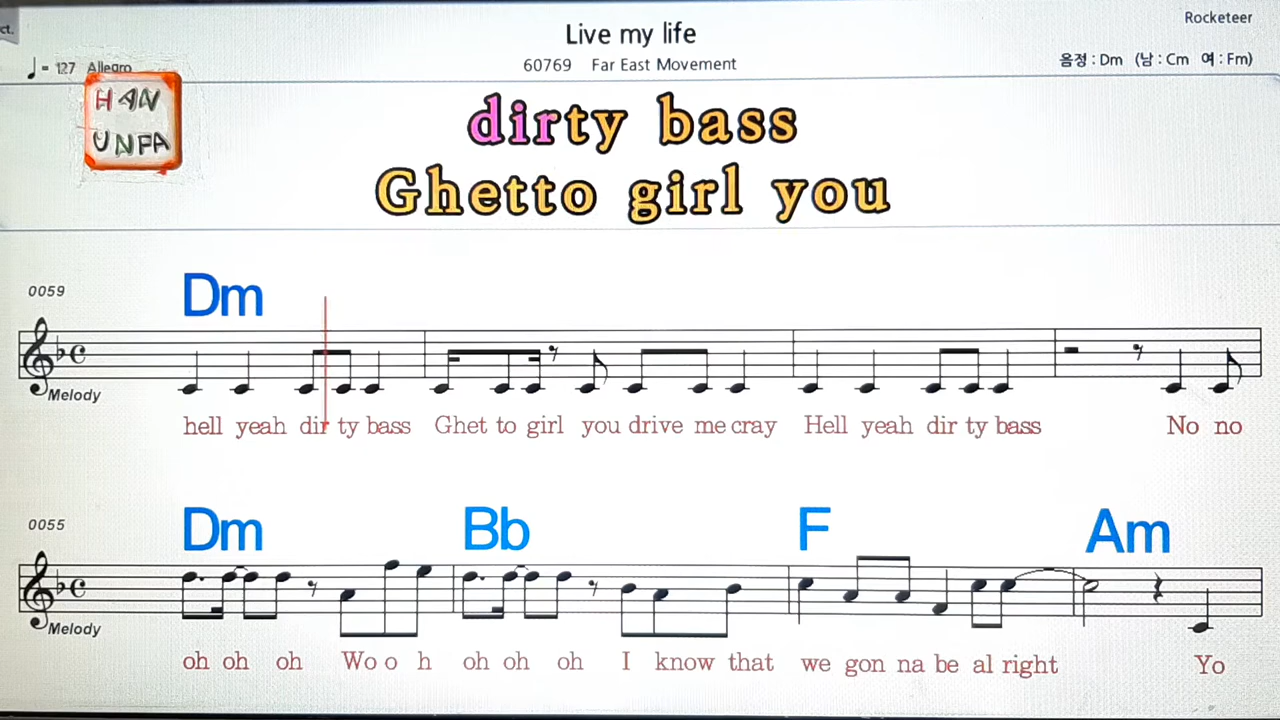 ct.
Live my life
Rocketeer
♩= 127 Allegro
60769 Far East Movement
음정 : Dm (남 : Cm 여 : Fm)
HAN
UNPA
dirty bass
Ghetto girl you
Dm
0059
Melody
hell yeah dir ty bass Ghet to girl you drive me cray Hell yeah dir ty bass No no
Dm Bb F Am
0055
Melody
oh oh oh Wo o h oh oh oh I know that we gon na be al right Yo